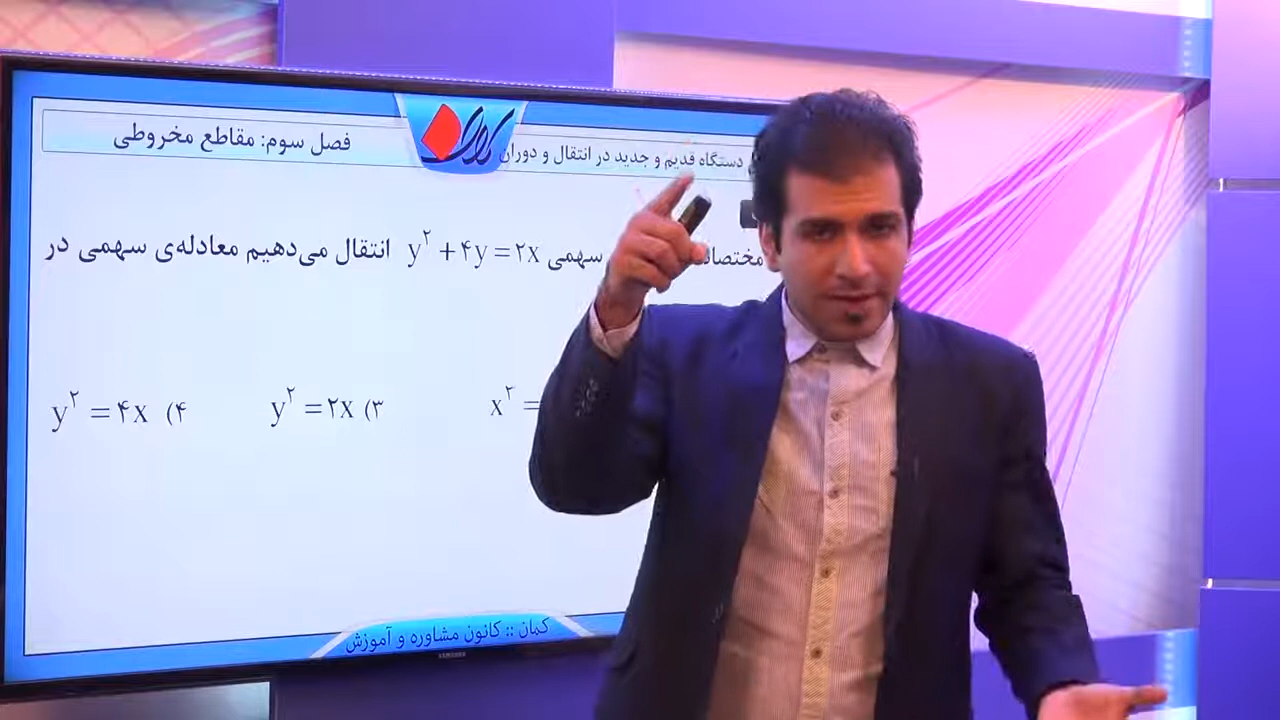 دستگاه قدیم و جدید در انتقال و دوران
فصل سوم: مقاطع مخروطی
سهمی y² + ۴y = ۲x انتقال می‌دهیم معادله‌ی سهمی در
x² =
۳) y² = ۲x
۴) y² = ۴x
کمان :: کانون مشاوره و آموزش
SAMSUNG